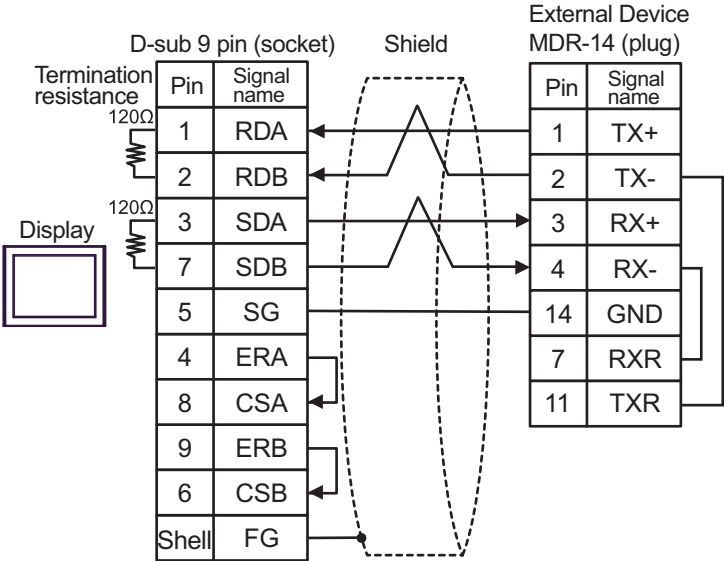 External Device
D-sub 9 pin (socket)
Shield
MDR-14 (plug)
Termination
resistance
Pin
Signal
name
Pin
Signal
name
120Ω
1
RDA
1
TX+
2
RDB
2
TX-
120Ω
3
SDA
3
RX+
Display
7
SDB
4
RX-
5
SG
14
GND
4
ERA
7
RXR
8
CSA
11
TXR
9
ERB
6
CSB
Shell
FG